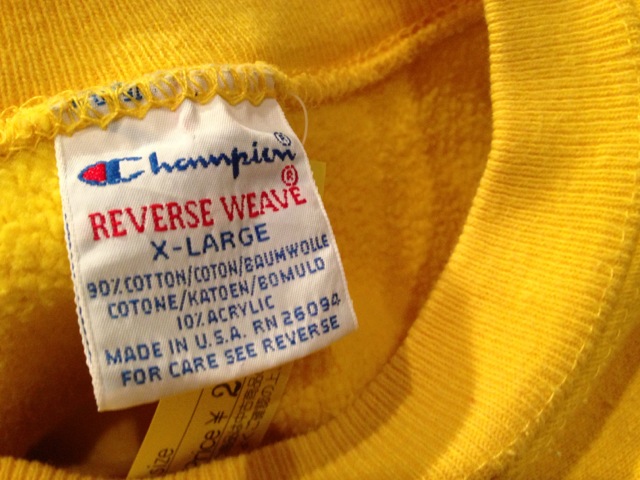 Champion®
REVERSE WEAVE®
X-LARGE
90% COTTON/COTON/BAUMWOLLE
COTONE/KATOEN/BOMULD
10% ACRYLIC
MADE IN U.S.A. RN 26094
FOR CARE SEE REVERSE